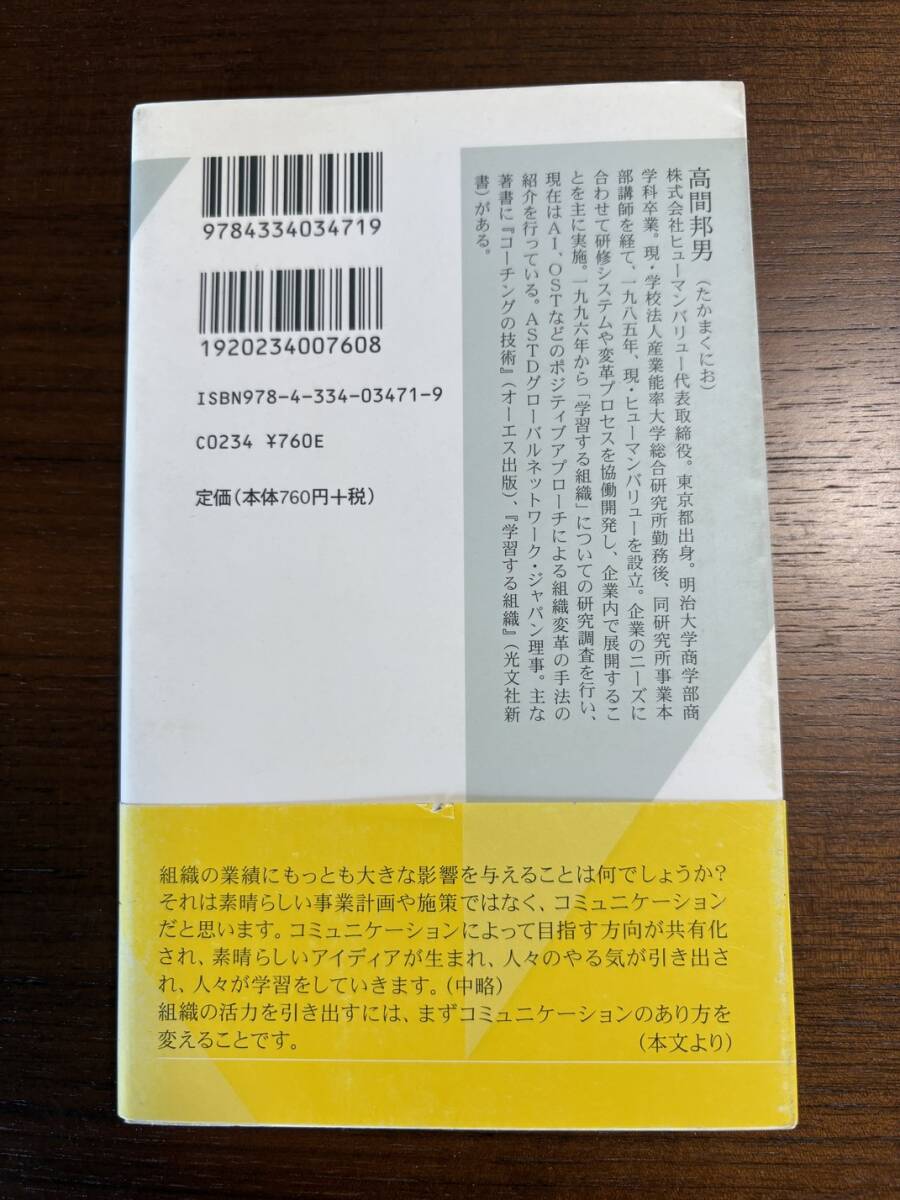 9784334034719
1920234007608
ISBN978-4-334-03471-9
C0234 ¥760E
定価(本体760円+税)
高間邦男(たかまくにお)
株式会社ヒューマンバリュー代表取締役。東京都出身。明治大学商学部商
学科卒業。現・学校法人産業能率大学総合研究所勤務後、同研究所事業本
部講師を経て、一九八五年、現・ヒューマンバリューを設立。企業のニーズに
合わせて研修システムや変革プロセスを協働開発し、企業内で展開するこ
とを主に実施。一九九六年から「学習する組織」についての研究調査を行い、
現在はAI、OSTなどのポジティブアプローチによる組織変革の手法の
紹介を行っている。ASTDグローバルネットワーク・ジャパン理事。主な
著書に『コーチングの技術』(オーエス出版)、『学習する組織』(光文社新
書)がある。
組織の業績にもっとも大きな影響を与えることは何でしょうか?
それは素晴らしい事業計画や施策ではなく、コミュニケーション
だと思います。コミュニケーションによって目指す方向が共有化
され、素晴らしいアイディアが生まれ、人々のやる気が引き出さ
れ、人々が学習をしていきます。(中略)
組織の活力を引き出すには、まずコミュニケーションのあり方を
変えることです。 (本文より)